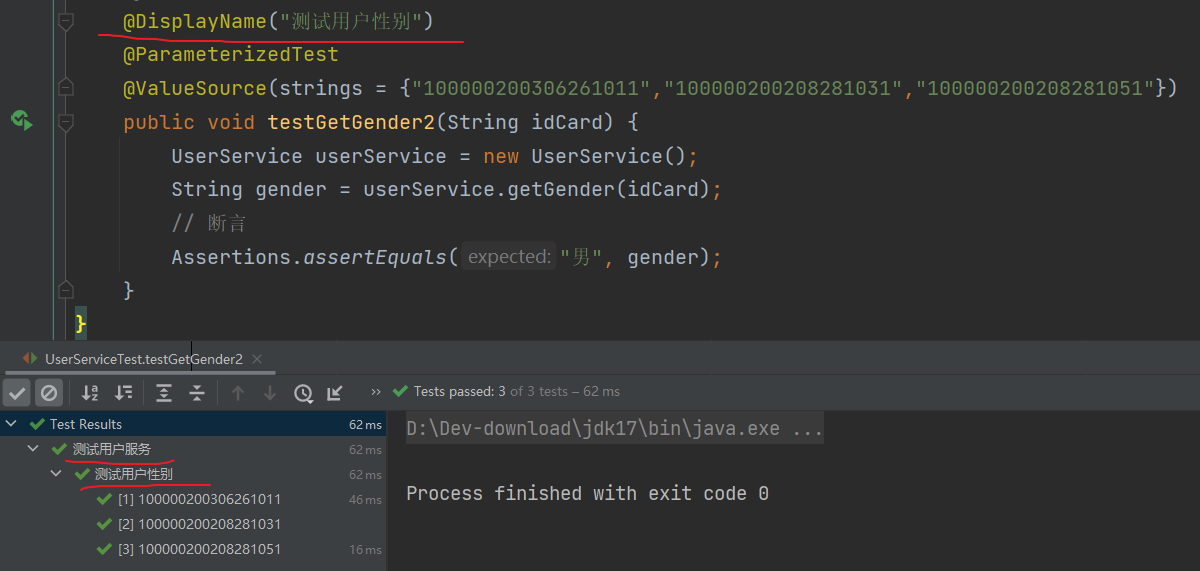 @DisplayName("测试用户性别")
@ParameterizedTest
@ValueSource(strings = {"100000200306261011","100000200208281031","100000200208281051"})
public void testGetGender2(String idCard) {
UserService userService = new UserService();
String gender = userService.getGender(idCard);
// 断言
Assertions.assertEquals( expected: "男", gender);
}
}
UserServiceTest.testGetGender2
Tests passed: 3 of 3 tests – 62 ms
Test Results 62 ms
测试用户服务 62 ms
测试用户性别 62 ms
[1] 100000200306261011 46 ms
[2] 100000200208281031
[3] 100000200208281051 16 ms
D:\Dev-download\jdk17\bin\java.exe ...
Process finished with exit code 0